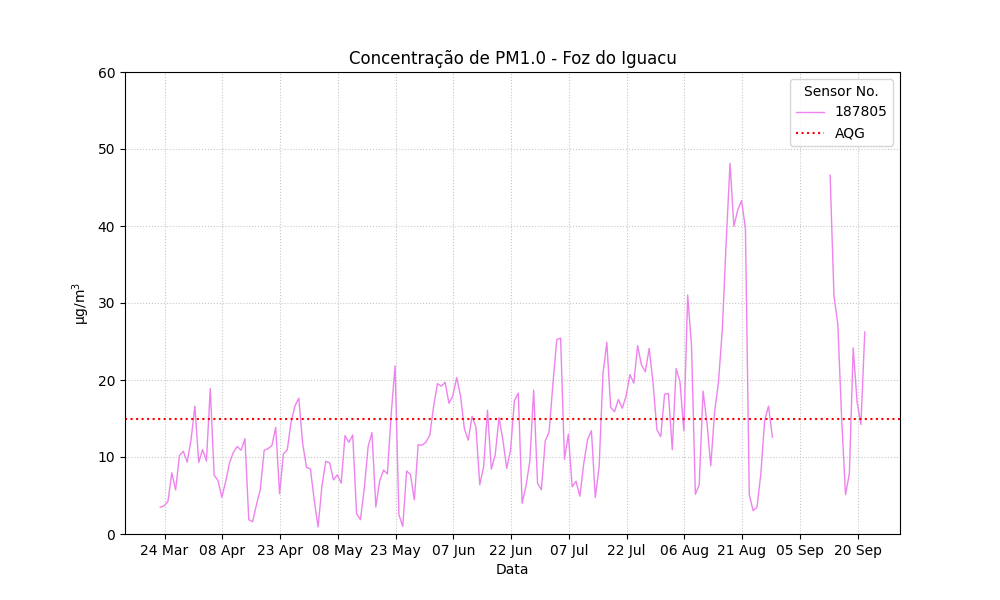 Concentração de PM1.0 - Foz do Iguacu
Sensor No.
187805
AQG
60
50
40
30
20
10
0
µg/m³
24 Mar 08 Apr 23 Apr 08 May 23 May 07 Jun 22 Jun 07 Jul 22 Jul 06 Aug 21 Aug 05 Sep 20 Sep
Data